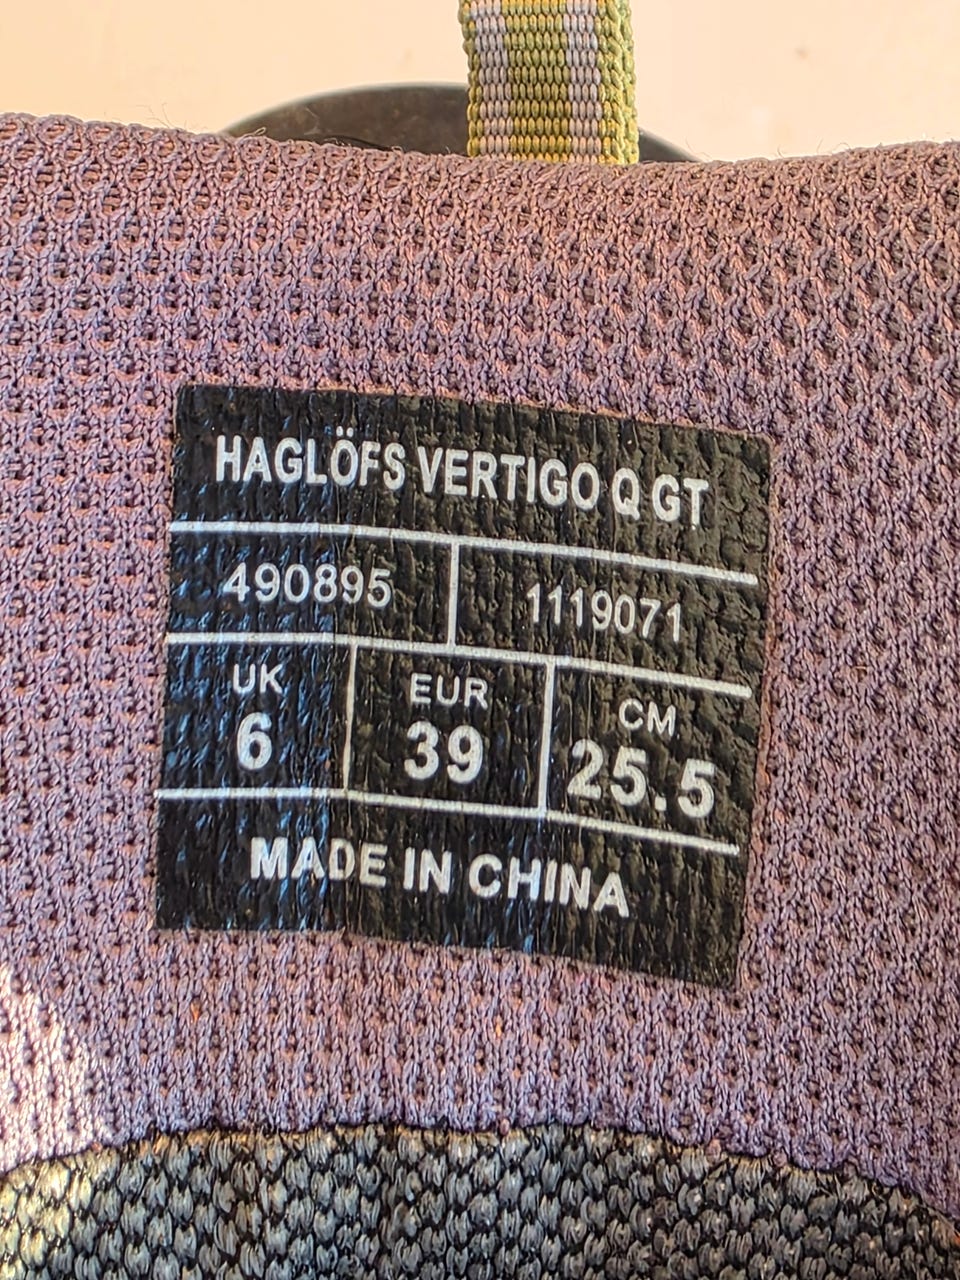 HAGLÖFS VERTIGO Q GT
490895 1119071
UK EUR CM
6 39 25.5
MADE IN CHINA